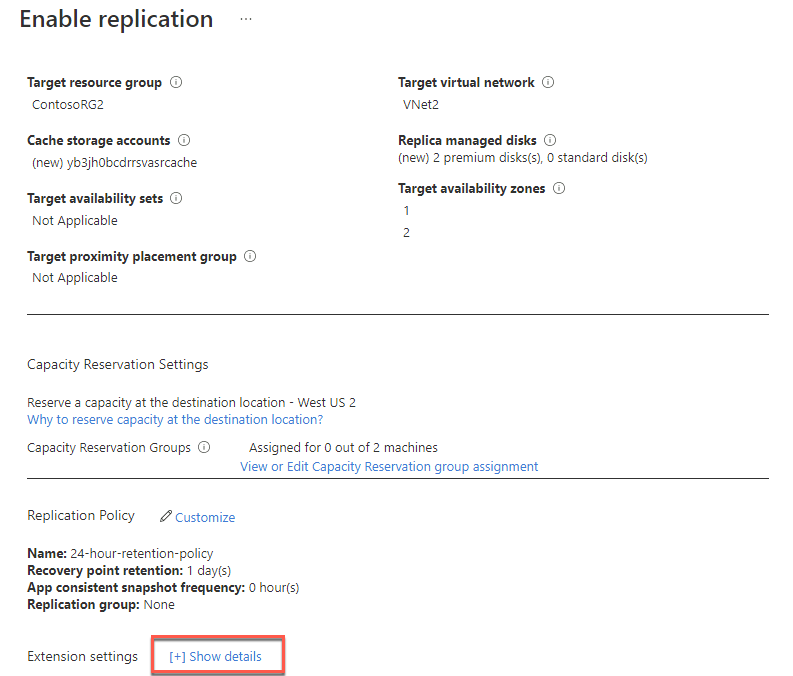 Enable replication ...
Target resource group
ContosoRG2
Cache storage accounts
(new) yb3jh0bcdrrsvasrcache
Target availability sets
Not Applicable
Target proximity placement group
Not Applicable
Target virtual network
VNet2
Replica managed disks
(new) 2 premium disks(s), 0 standard disk(s)
Target availability zones
1
2
Capacity Reservation Settings
Reserve a capacity at the destination location - West US 2
Why to reserve capacity at the destination location?
Capacity Reservation Groups Assigned for 0 out of 2 machines
View or Edit Capacity Reservation group assignment
Replication Policy Customize
Name: 24-hour-retention-policy
Recovery point retention: 1 day(s)
App consistent snapshot frequency: 0 hour(s)
Replication group: None
Extension settings [+] Show details